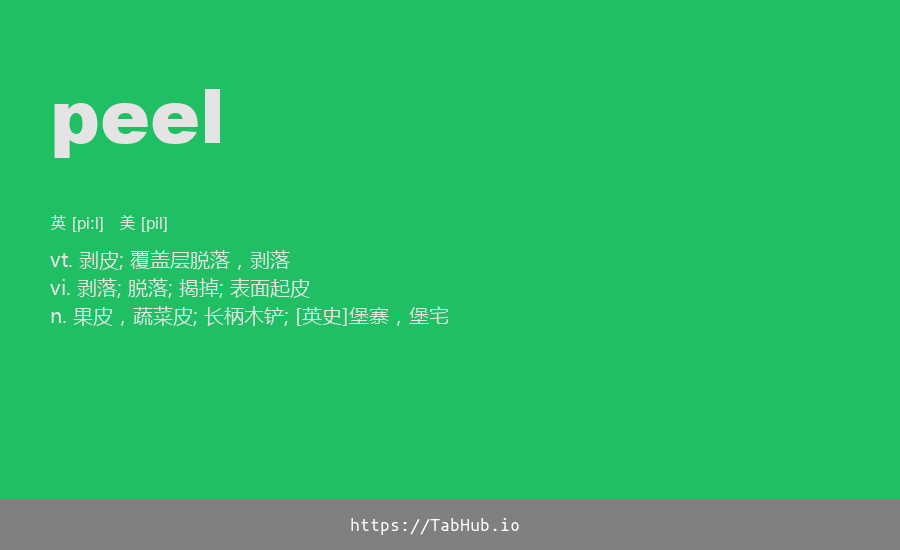 peel
英 [pi:l] 美 [pil]
vt. 剥皮; 覆盖层脱落，剥落
vi. 剥落; 脱落; 揭掉; 表面起皮
n. 果皮，蔬菜皮; 长柄木铲; [英史]堡寨，堡宅
https://TabHub.io